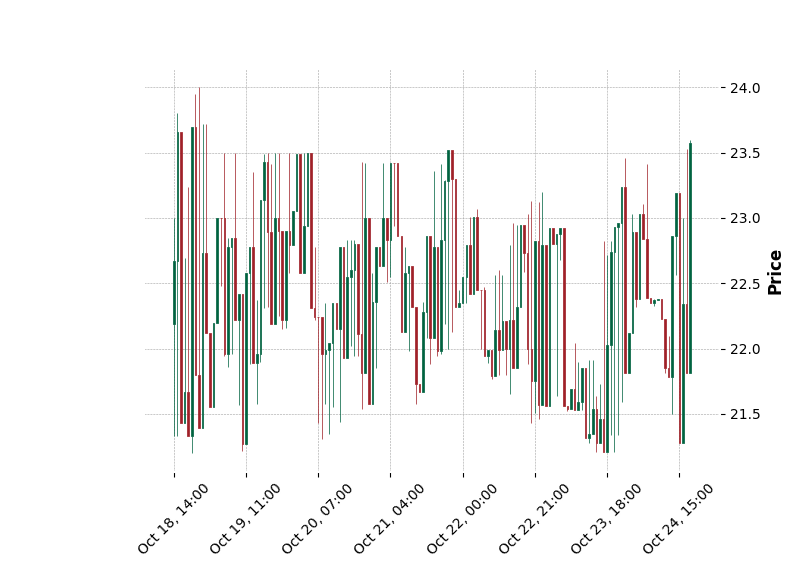 24.0
23.5
23.0
22.5
22.0
21.5
Price
Oct 18, 14:00
Oct 19, 11:00
Oct 20, 07:00
Oct 21, 04:00
Oct 22, 00:00
Oct 22, 21:00
Oct 23, 18:00
Oct 24, 15:00